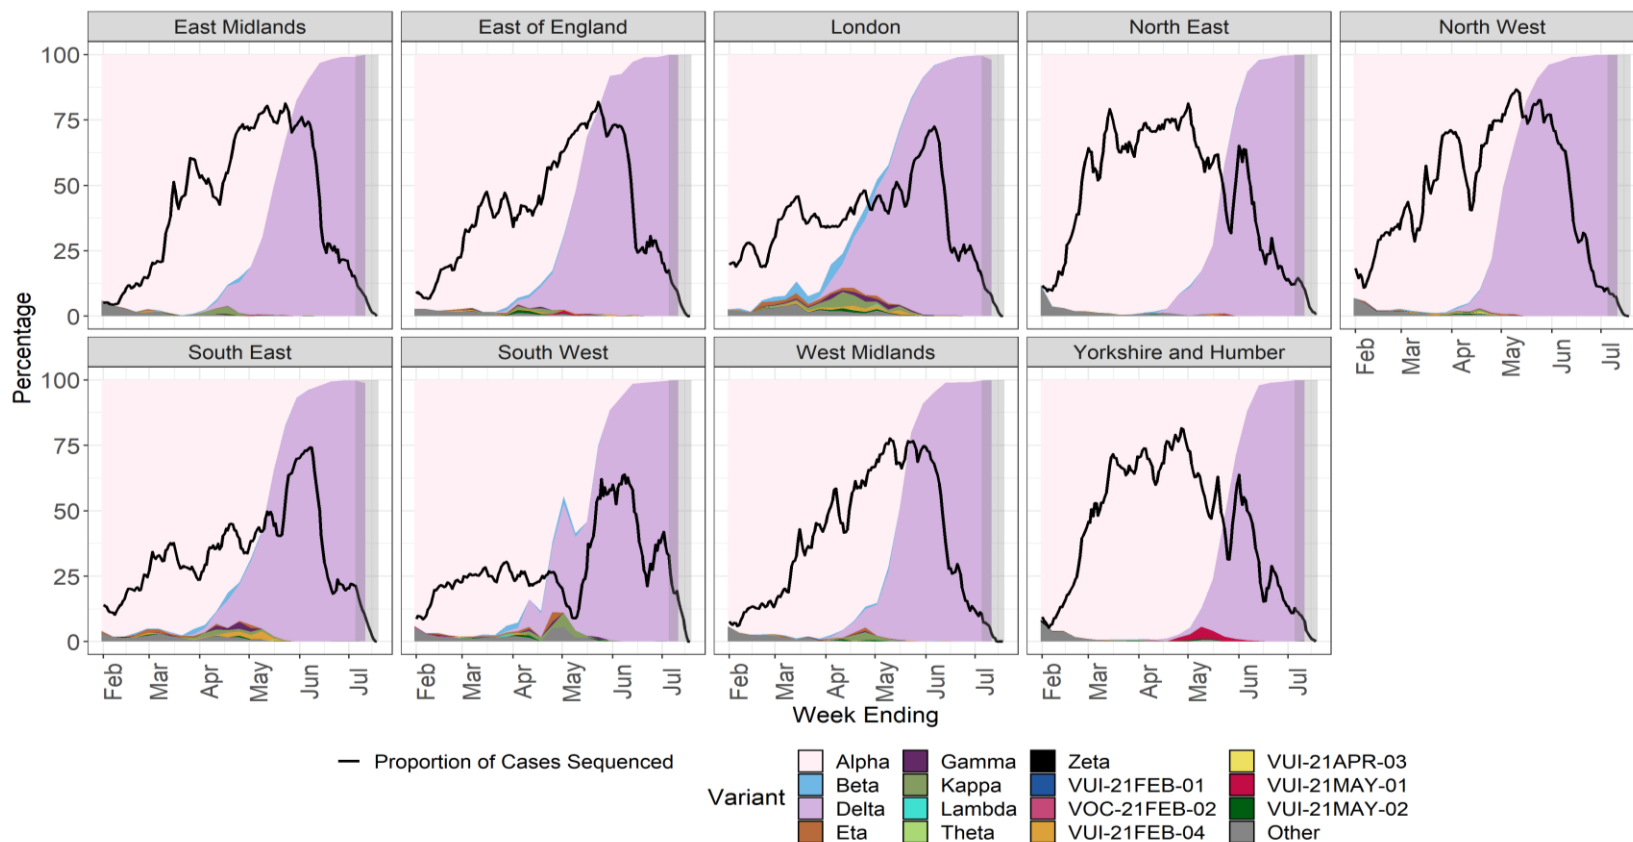 East Midlands
East of England
London
North East
North West
100
75
50
25
0
Feb
Mar
Apr
May
Jun
Jul
South East
South West
West Midlands
Yorkshire and Humber
100
75
50
25
0
Percentage
Feb
Mar
Apr
May
Jun
Jul
Feb
Mar
Apr
May
Jun
Jul
Feb
Mar
Apr
May
Jun
Jul
Feb
Mar
Apr
May
Jun
Jul
Week Ending
Proportion of Cases Sequenced
Variant
Alpha
Beta
Delta
Eta
Gamma
Kappa
Lambda
Theta
Zeta
VUI-21FEB-01
VOC-21FEB-02
VUI-21FEB-04
VUI-21APR-03
VUI-21MAY-01
VUI-21MAY-02
Other